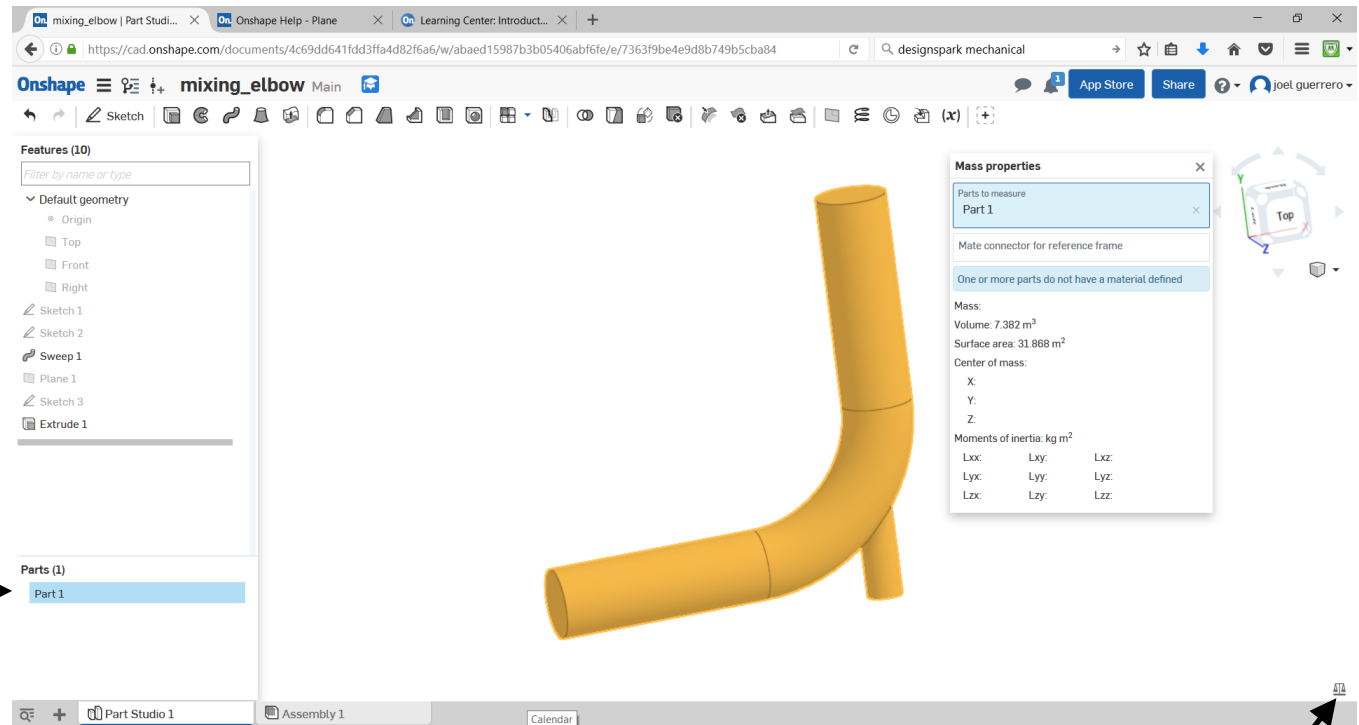 mixing_elbow | Part Studi...
Onshape Help - Plane
Learning Center: Introduct...
https://cad.onshape.com/documents/4c69dd641fdd3ffa4d82f6a6/w/abaed15987b3b05406abf6fe/e/7363f9be4e9d8b749b5cba84
designspark mechanical
Onshape mixing_elbow Main
1 App Store Share joel guerrero
Sketch (x)
Features (10)
Filter by name or type
Default geometry
Origin
Top
Front
Right
Sketch 1
Sketch 2
Sweep 1
Plane 1
Sketch 3
Extrude 1
Parts (1)
Part 1
Mass properties
Parts to measure
Part 1
Mate connector for reference frame
One or more parts do not have a material defined
Mass:
Volume: 7.382 m³
Surface area: 31.868 m²
Center of mass:
X:
Y:
Z:
Moments of inertia: kg m²
Lxx: Lxy: Lxz:
Lyx: Lyy: Lyz:
Lzx: Lzy: Lzz:
Y
Top
X
Z
Part Studio 1 Assembly 1
Calendar